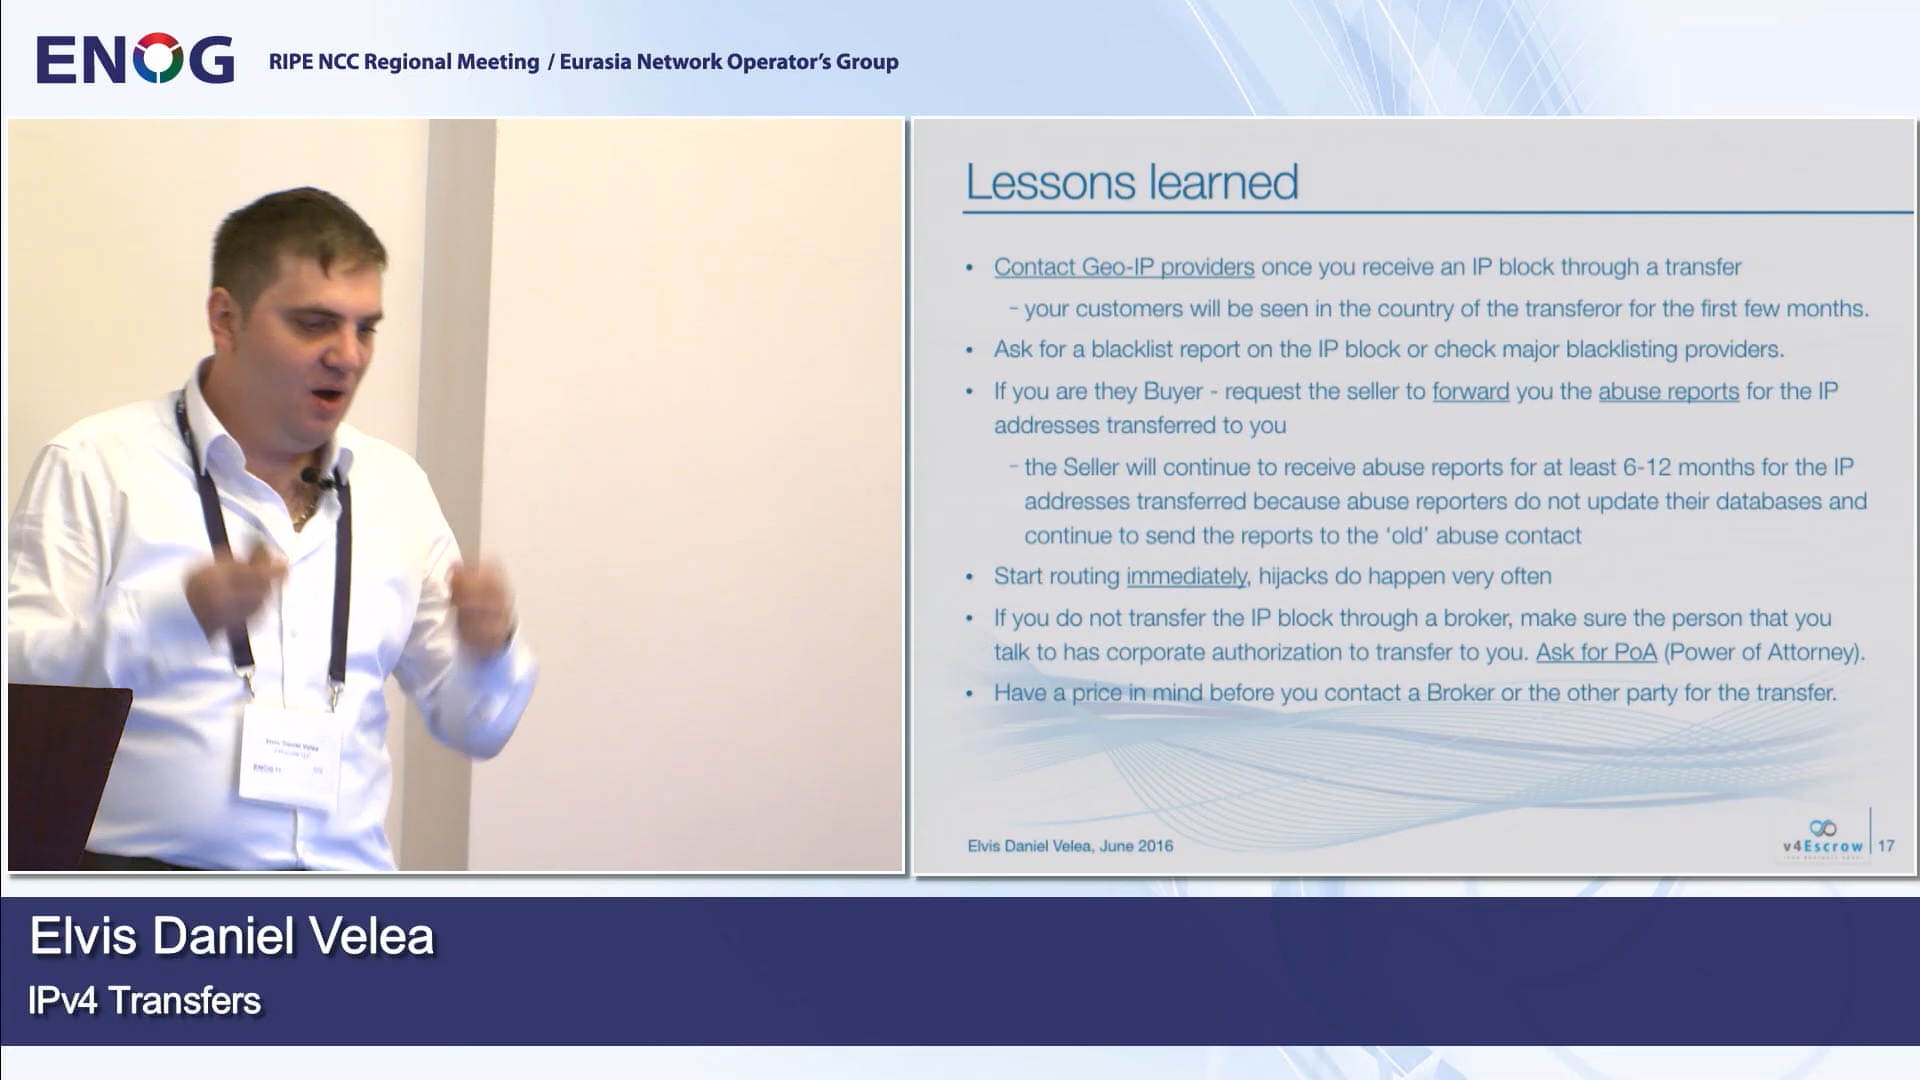 ENOG
RIPE NCC Regional Meeting / Eurasia Network Operator's Group
Lessons learned
• Contact Geo-IP providers once you receive an IP block through a transfer
- your customers will be seen in the country of the transferor for the first few months.
• Ask for a blacklist report on the IP block or check major blacklisting providers.
• If you are they Buyer - request the seller to forward you the abuse reports for the IP
addresses transferred to you
- the Seller will continue to receive abuse reports for at least 6-12 months for the IP
addresses transferred because abuse reporters do not update their databases and
continue to send the reports to the ‘old’ abuse contact
• Start routing immediately, hijacks do happen very often
• If you do not transfer the IP block through a broker, make sure the person that you
talk to has corporate authorization to transfer to you. Ask for PoA (Power of Attorney).
• Have a price in mind before you contact a Broker or the other party for the transfer.
Elvis Daniel Velea, June 2016
v4Escrow
17
Elvis Daniel Velea
ENOG 11
Elvis Daniel Velea
IPv4 Transfers